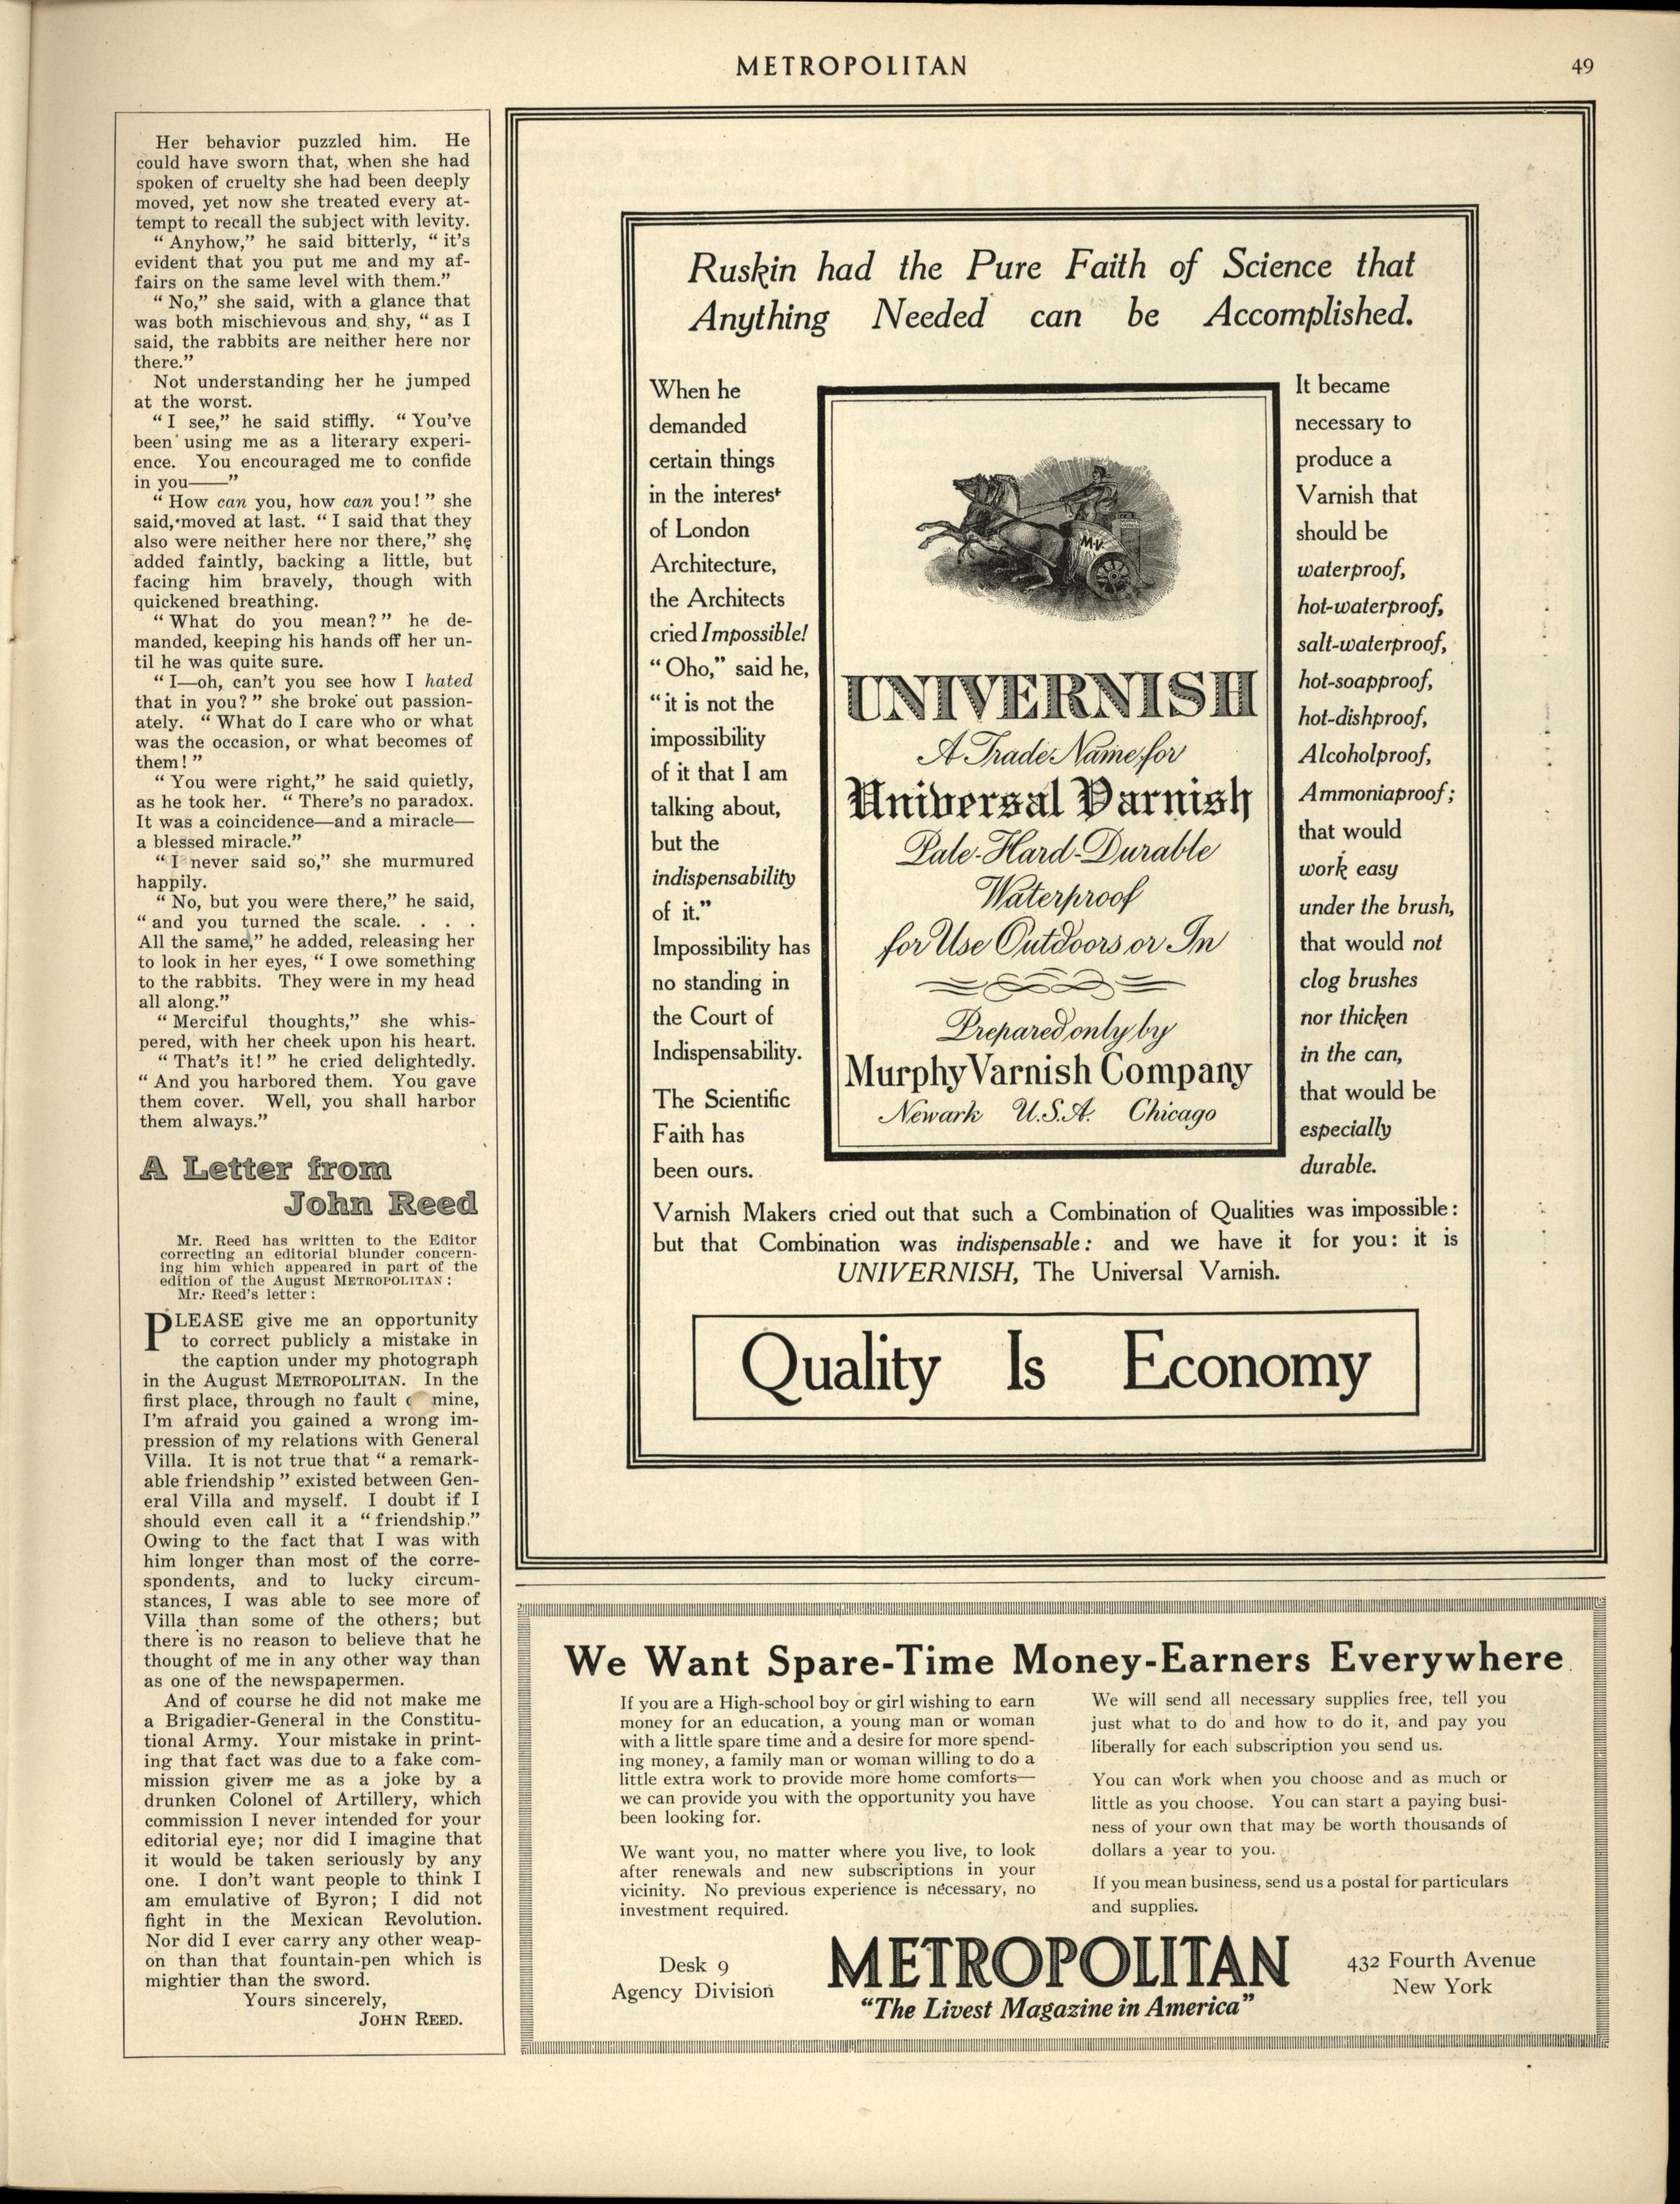 METROPOLITAN
49
Her behavior puzzled him. He
could have sworn that, when she had
spoken of cruelty she had been deeply
moved, yet now she treated every at-
tempt to recall the subject with levity.
“Anyhow,” he said bitterly, “it's
evident that you put me and my af-
fairs on the same level with them.”
“No,” she said, with a glance that
was both mischievous and shy, “as I
said, the rabbits are neither here nor
there.”
Not understanding her he jumped
at the worst.
“I see,” he said stiffly. “You've
been using me as a literary experi-
ence. You encouraged me to confide
in you——”
“How can you, how can you!” she
said, moved at last. “I said that they
also were neither here nor there,” she
added faintly, backing a little, but
facing him bravely, though with
quickened breathing.
“What do you mean?” he de-
manded, keeping his hands off her un-
til he was quite sure.
“I—oh, can't you see how I hated
that in you?” she broke out passion-
ately. “What do I care who or what
was the occasion, or what becomes of
them!”
“You were right,” he said quietly,
as he took her. “There's no paradox.
It was a coincidence—and a miracle—
a blessed miracle.”
“I never said so,” she murmured
happily.
“No, but you were there,” he said,
“and you turned the scale. . . .
All the same,” he added, releasing her
to look in her eyes, “I owe something
to the rabbits. They were in my head
all along.”
“Merciful thoughts,” she whis-
pered, with her cheek upon his heart.
“That's it!” he cried delightedly.
“And you harbored them. You gave
them cover. Well, you shall harbor
them always.”
A Letter from
John Reed
Mr. Reed has written to the Editor
correcting an editorial blunder concern-
ing him which appeared in part of the
edition of the August METROPOLITAN:
Mr. Reed's letter:
PLEASE give me an opportunity
to correct publicly a mistake in
the caption under my photograph
in the August METROPOLITAN. In the
first place, through no fault mine,
I'm afraid you gained a wrong im-
pression of my relations with General
Villa. It is not true that “a remark-
able friendship” existed between Gen-
eral Villa and myself. I doubt if I
should even call it a “friendship.”
Owing to the fact that I was with
him longer than most of the corre-
spondents, and to lucky circum-
stances, I was able to see more of
Villa than some of the others; but
there is no reason to believe that he
thought of me in any other way than
as one of the newspapermen.
And of course he did not make me
a Brigadier-General in the Constitu-
tional Army. Your mistake in print-
ing that fact was due to a fake com-
mission given me as a joke by a
drunken Colonel of Artillery, which
commission I never intended for your
editorial eye; nor did I imagine that
it would be taken seriously by any
one. I don't want people to think I
am emulative of Byron; I did not
fight in the Mexican Revolution.
Nor did I ever carry any other weap-
on than that fountain-pen which is
mightier than the sword.
Yours sincerely,
JOHN REED.
Ruskin had the Pure Faith of Science that
Anything Needed can be Accomplished.
When he
demanded
certain things
in the interest
of London
Architecture,
the Architects
cried Impossible!
“Oho,” said he,
“it is not the
impossibility
of it that I am
talking about,
but the
indispensability
of it.”
Impossibility has
no standing in
the Court of
Indispensability.
The Scientific
Faith has
been ours.
M.V.
UNIVERNISH
A Trade Name for
Universal Varnish
Pale-Hard-Durable
Waterproof
for Use Outdoors or In
Prepared only by
Murphy Varnish Company
Newark U.S.A. Chicago
It became
necessary to
produce a
Varnish that
should be
waterproof,
hot-waterproof,
salt-waterproof,
hot-soapproof,
hot-dishproof,
Alcoholproof,
Ammoniaproof;
that would
work easy
under the brush,
that would not
clog brushes
nor thicken
in the can,
that would be
especially
durable.
Varnish Makers cried out that such a Combination of Qualities was impossible:
but that Combination was indispensable: and we have it for you: it is
UNIVERNISH, The Universal Varnish.
Quality Is Economy
We Want Spare-Time Money-Earners Everywhere
If you are a High-school boy or girl wishing to earn
money for an education, a young man or woman
with a little spare time and a desire for more spend-
ing money, a family man or woman willing to do a
little extra work to provide more home comforts—
we can provide you with the opportunity you have
been looking for.
We want you, no matter where you live, to look
after renewals and new subscriptions in your
vicinity. No previous experience is necessary, no
investment required.
We will send all necessary supplies free, tell you
just what to do and how to do it, and pay you
liberally for each subscription you send us.
You can work when you choose and as much or
little as you choose. You can start a paying busi-
ness of your own that may be worth thousands of
dollars a year to you.
If you mean business, send us a postal for particulars
and supplies.
Desk 9
Agency Division
METROPOLITAN
“The Livest Magazine in America”
432 Fourth Avenue
New York